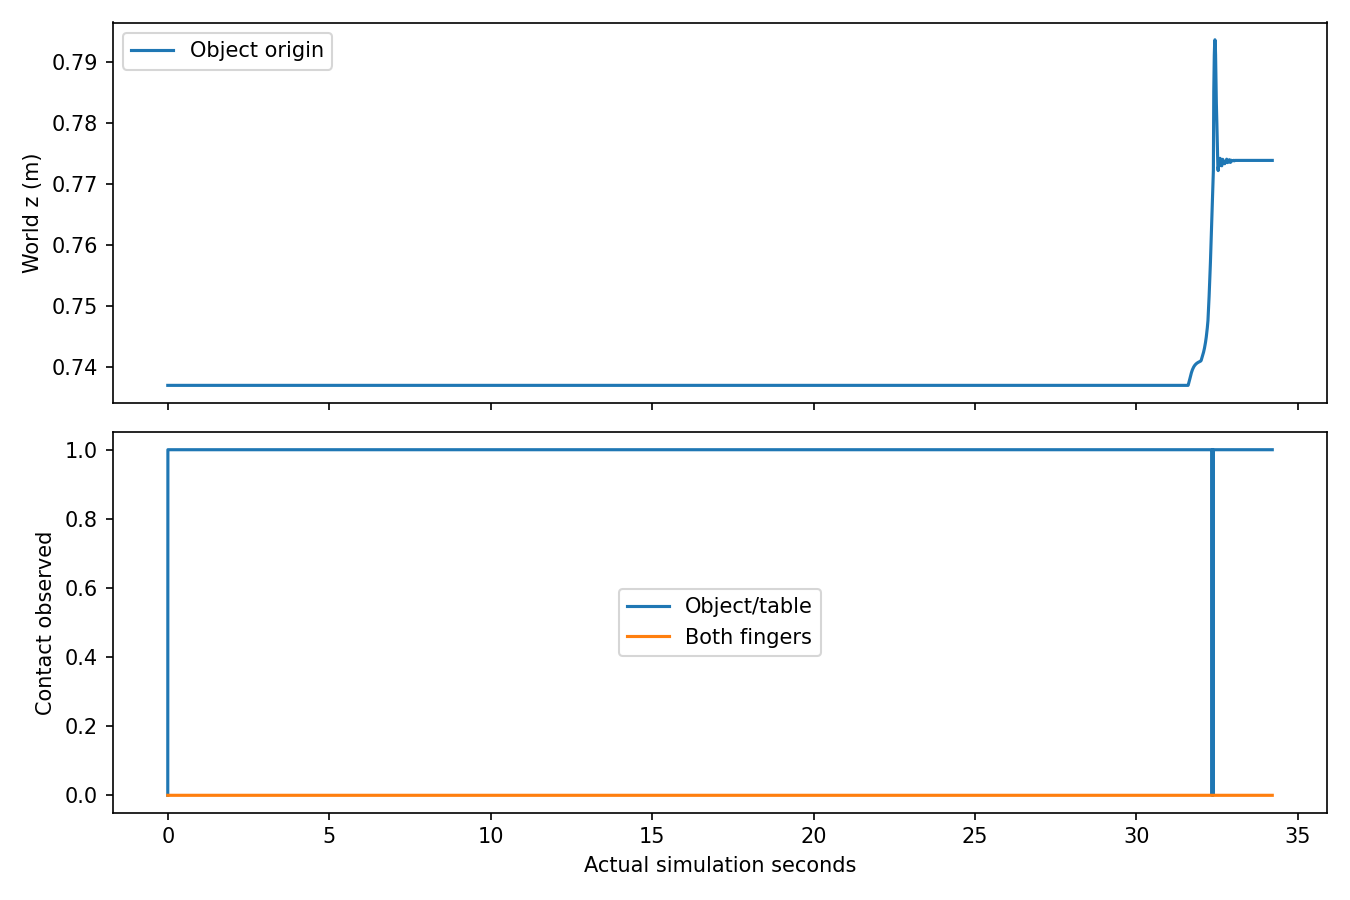 Object origin
World z (m)
0.79
0.78
0.77
0.76
0.75
0.74
Contact observed
1.0
0.8
0.6
0.4
0.2
0.0
Object/table
Both fingers
0 5 10 15 20 25 30 35
Actual simulation seconds